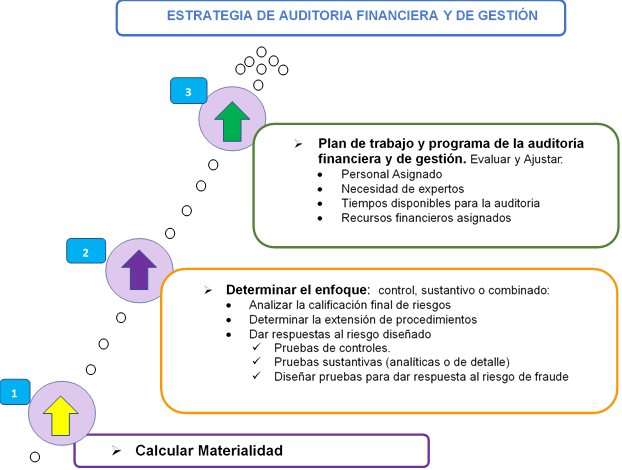 ESTRATEGIA DE AUDITORIA FINANCIERA Y DE GESTIÓN
3
➢ Plan de trabajo y programa de la auditoría
financiera y de gestión. Evaluar y Ajustar:
• Personal Asignado
• Necesidad de expertos
• Tiempos disponibles para la auditoria
• Recursos financieros asignados
2
➢ Determinar el enfoque: control, sustantivo o combinado:
• Analizar la calificación final de riesgos
• Determinar la extensión de procedimientos
• Dar respuestas al riesgo diseñado
✓ Pruebas de controles.
✓ Pruebas sustantivas (analíticas o de detalle)
✓ Diseñar pruebas para dar respuesta al riesgo de fraude
1
➢ Calcular Materialidad